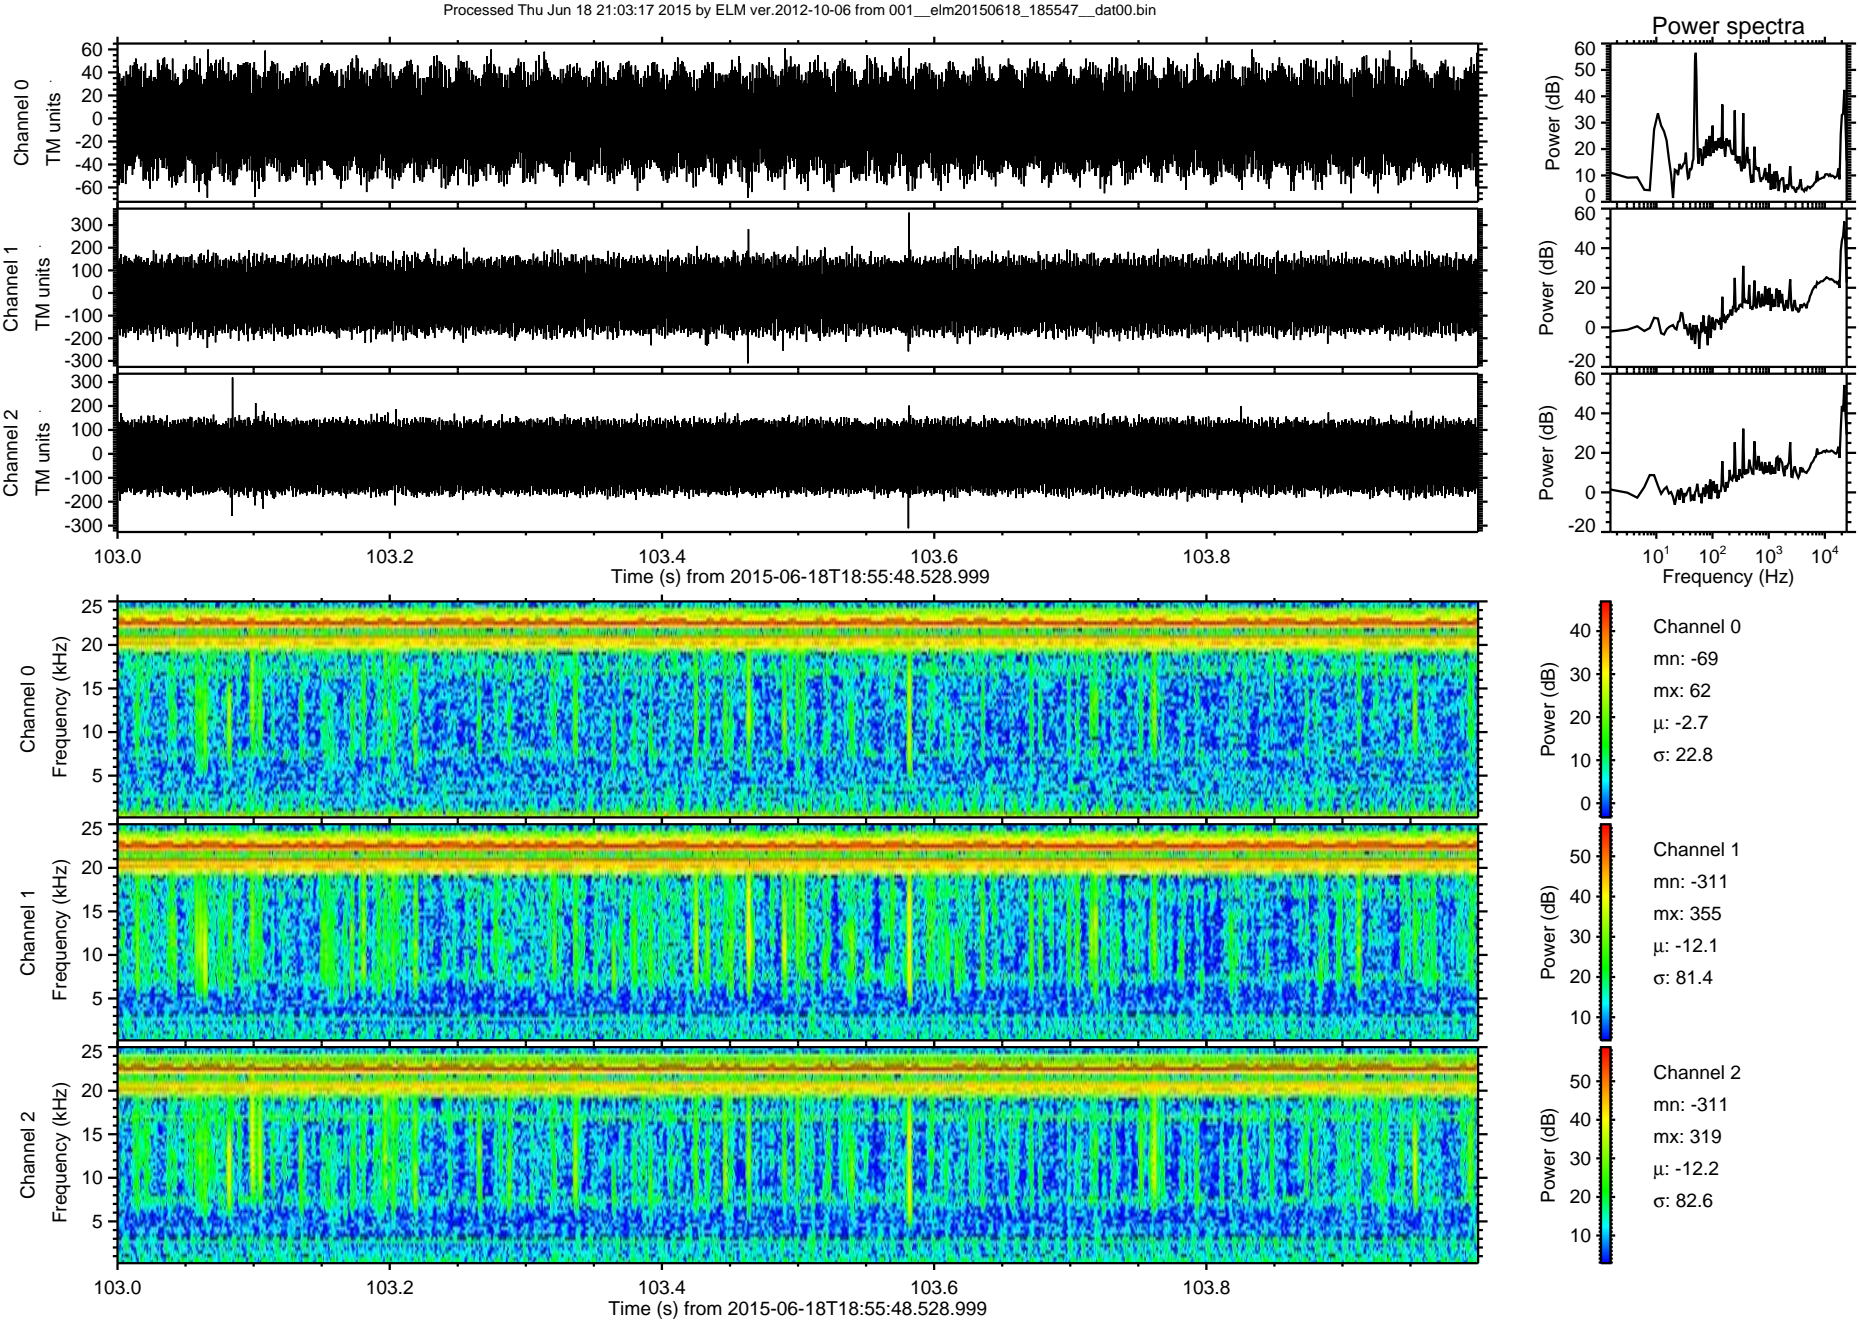 Processed Thu Jun 18 21:03:17 2015 by ELM ver.2012-10-06 from 001__elm20150618_185547__dat00.bin
Power spectra
Channel 0
TM units
60
40
20
0
-20
-40
-60
Power (dB)
60
50
40
30
20
10
0
Channel 1
TM units
300
200
100
0
-100
-200
-300
Power (dB)
60
40
20
0
-20
Channel 2
TM units
300
200
100
0
-100
-200
-300
Power (dB)
60
40
20
0
-20
103.0 103.2 103.4 103.6 103.8
Time (s) from 2015-06-18T18:55:48.528.999
10^1 10^2 10^3 10^4
Frequency (Hz)
Channel 0
Frequency (kHz)
25
20
15
10
5
Power (dB)
40
30
20
10
0
Channel 0
mn: -69
mx: 62
μ: -2.7
σ: 22.8
Channel 1
Frequency (kHz)
25
20
15
10
5
Power (dB)
50
40
30
20
10
Channel 1
mn: -311
mx: 355
μ: -12.1
σ: 81.4
Channel 2
Frequency (kHz)
25
20
15
10
5
Power (dB)
50
40
30
20
10
Channel 2
mn: -311
mx: 319
μ: -12.2
σ: 82.6
103.0 103.2 103.4 103.6 103.8
Time (s) from 2015-06-18T18:55:48.528.999